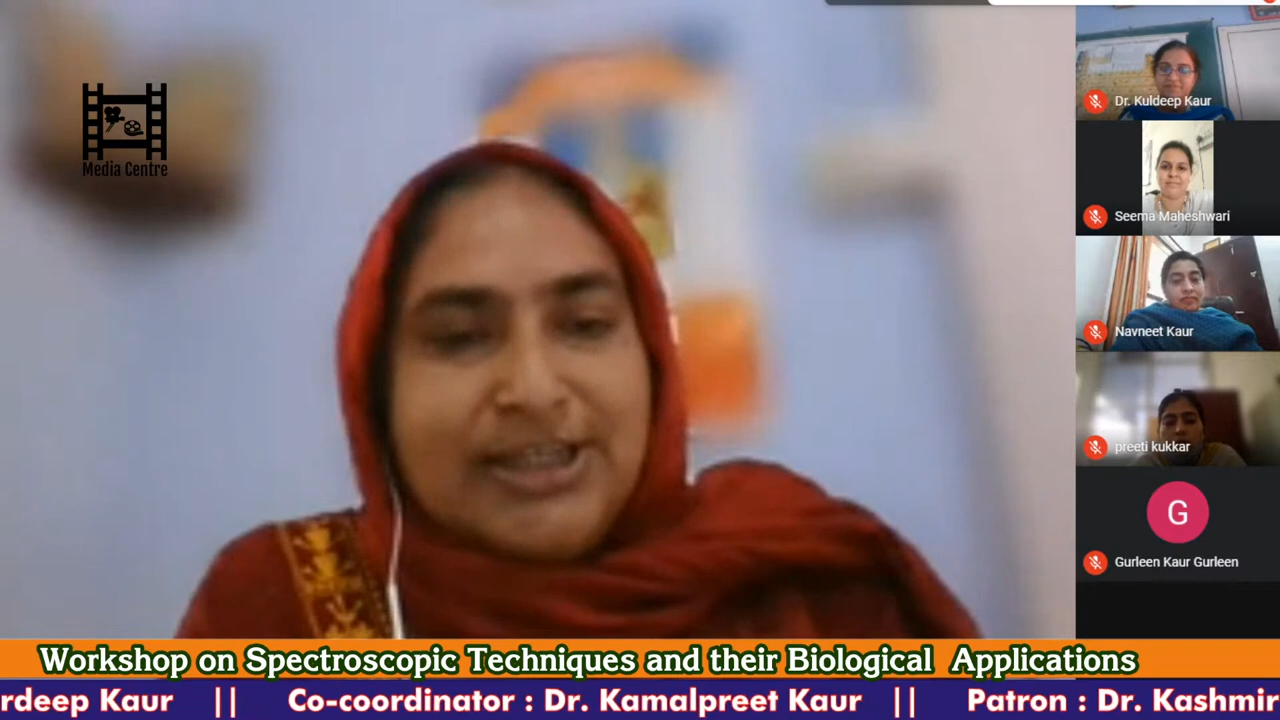 Media Centre
Dr. Kuldeep Kaur
Seema Maheshwari
Navneet Kaur
preeti kukkar
G
Gurleen Kaur Gurleen
Workshop on Spectroscopic Techniques and their Biological Applications
rdeep Kaur || Co-coordinator : Dr. Kamalpreet Kaur || Patron : Dr. Kashmir